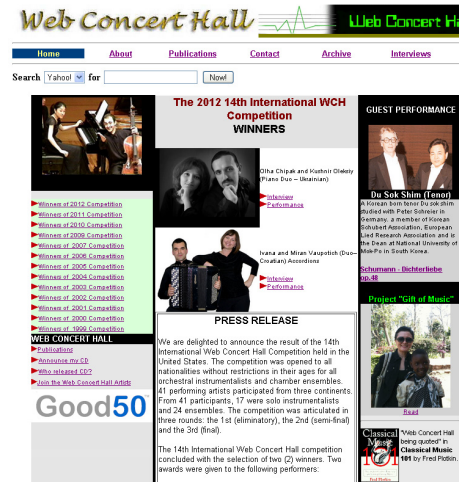 Web Concert Hall
Web Concert Ha
Home About Publications Contact Archive Interviews
Search Yahoo! for Now!
The 2012 14th International WCH
Competition
WINNERS
Olha Chipak and Kushnir Oleksiy
(Piano Duo -- Ukrainian)
Interview
Performance
Ivana and Miran Vaupotich (Duo--
Croatian) Accordions
Interview
Performance
Winners of 2012 Competition
Winners of 2011 Competition
Winners of 2010 Competition
Winners of 2009 Competition
Winners of 2007 Competition
Winners of 2006 Competition
Winners of 2005 Competition
Winners of 2004 Competition
Winners of 2003 Competition
Winners of 2002 Competition
Winners of 2001 Competition
Winners of 2000 Competition
Winners of 1999 Competition
WEB CONCERT HALL
Publications
Announce my CD
Who released CD?
Join the Web Concert Hall Artists
Good50™
PRESS RELEASE
We are delighted to announce the result of the 14th
International Web Concert Hall Competition held in the
United States. The competition was opened to all
nationalities without restrictions in their ages for all
orchestral instrumentalists and chamber ensembles.
41 performing artists participated from three continents.
From 41 participants, 17 were solo instrumentalists
and 24 ensembles. The competition was articulated in
three rounds: the 1st (eliminatory), the 2nd (semi-final)
and the 3rd (final).
The 14th International Web Concert Hall competition
concluded with the selection of two (2) winners. Two
awards were given to the following performers:
GUEST PERFORMANCE
Du Sok Shim (Tenor)
A Korean born tenor Du sok shim
studied with Peter Schreier in
Germany. a member of Korean
Schubert Association, European
Lied Research Association and is
the Dean at National University of
Mok-Po in South Korea.
Schumann - Dichterliebe
op.48
Project "Gift of Music"
Read
Classical
Music
101
Fred Plotkin
"Web Concert Hall
being quoted" in
Classical Music
101 by Fred Plotkin.